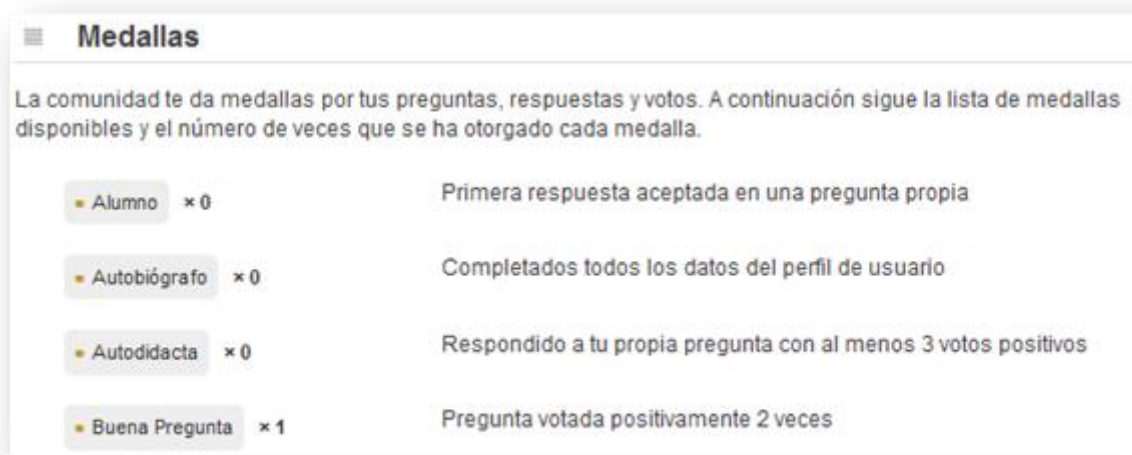 Medallas
La comunidad te da medallas por tus preguntas, respuestas y votos. A continuación sigue la lista de medallas
disponibles y el número de veces que se ha otorgado cada medalla.
Alumno × 0 Primera respuesta aceptada en una pregunta propia
Autobiógrafo × 0 Completados todos los datos del perfil de usuario
Autodidacta × 0 Respondido a tu propia pregunta con al menos 3 votos positivos
Buena Pregunta × 1 Pregunta votada positivamente 2 veces